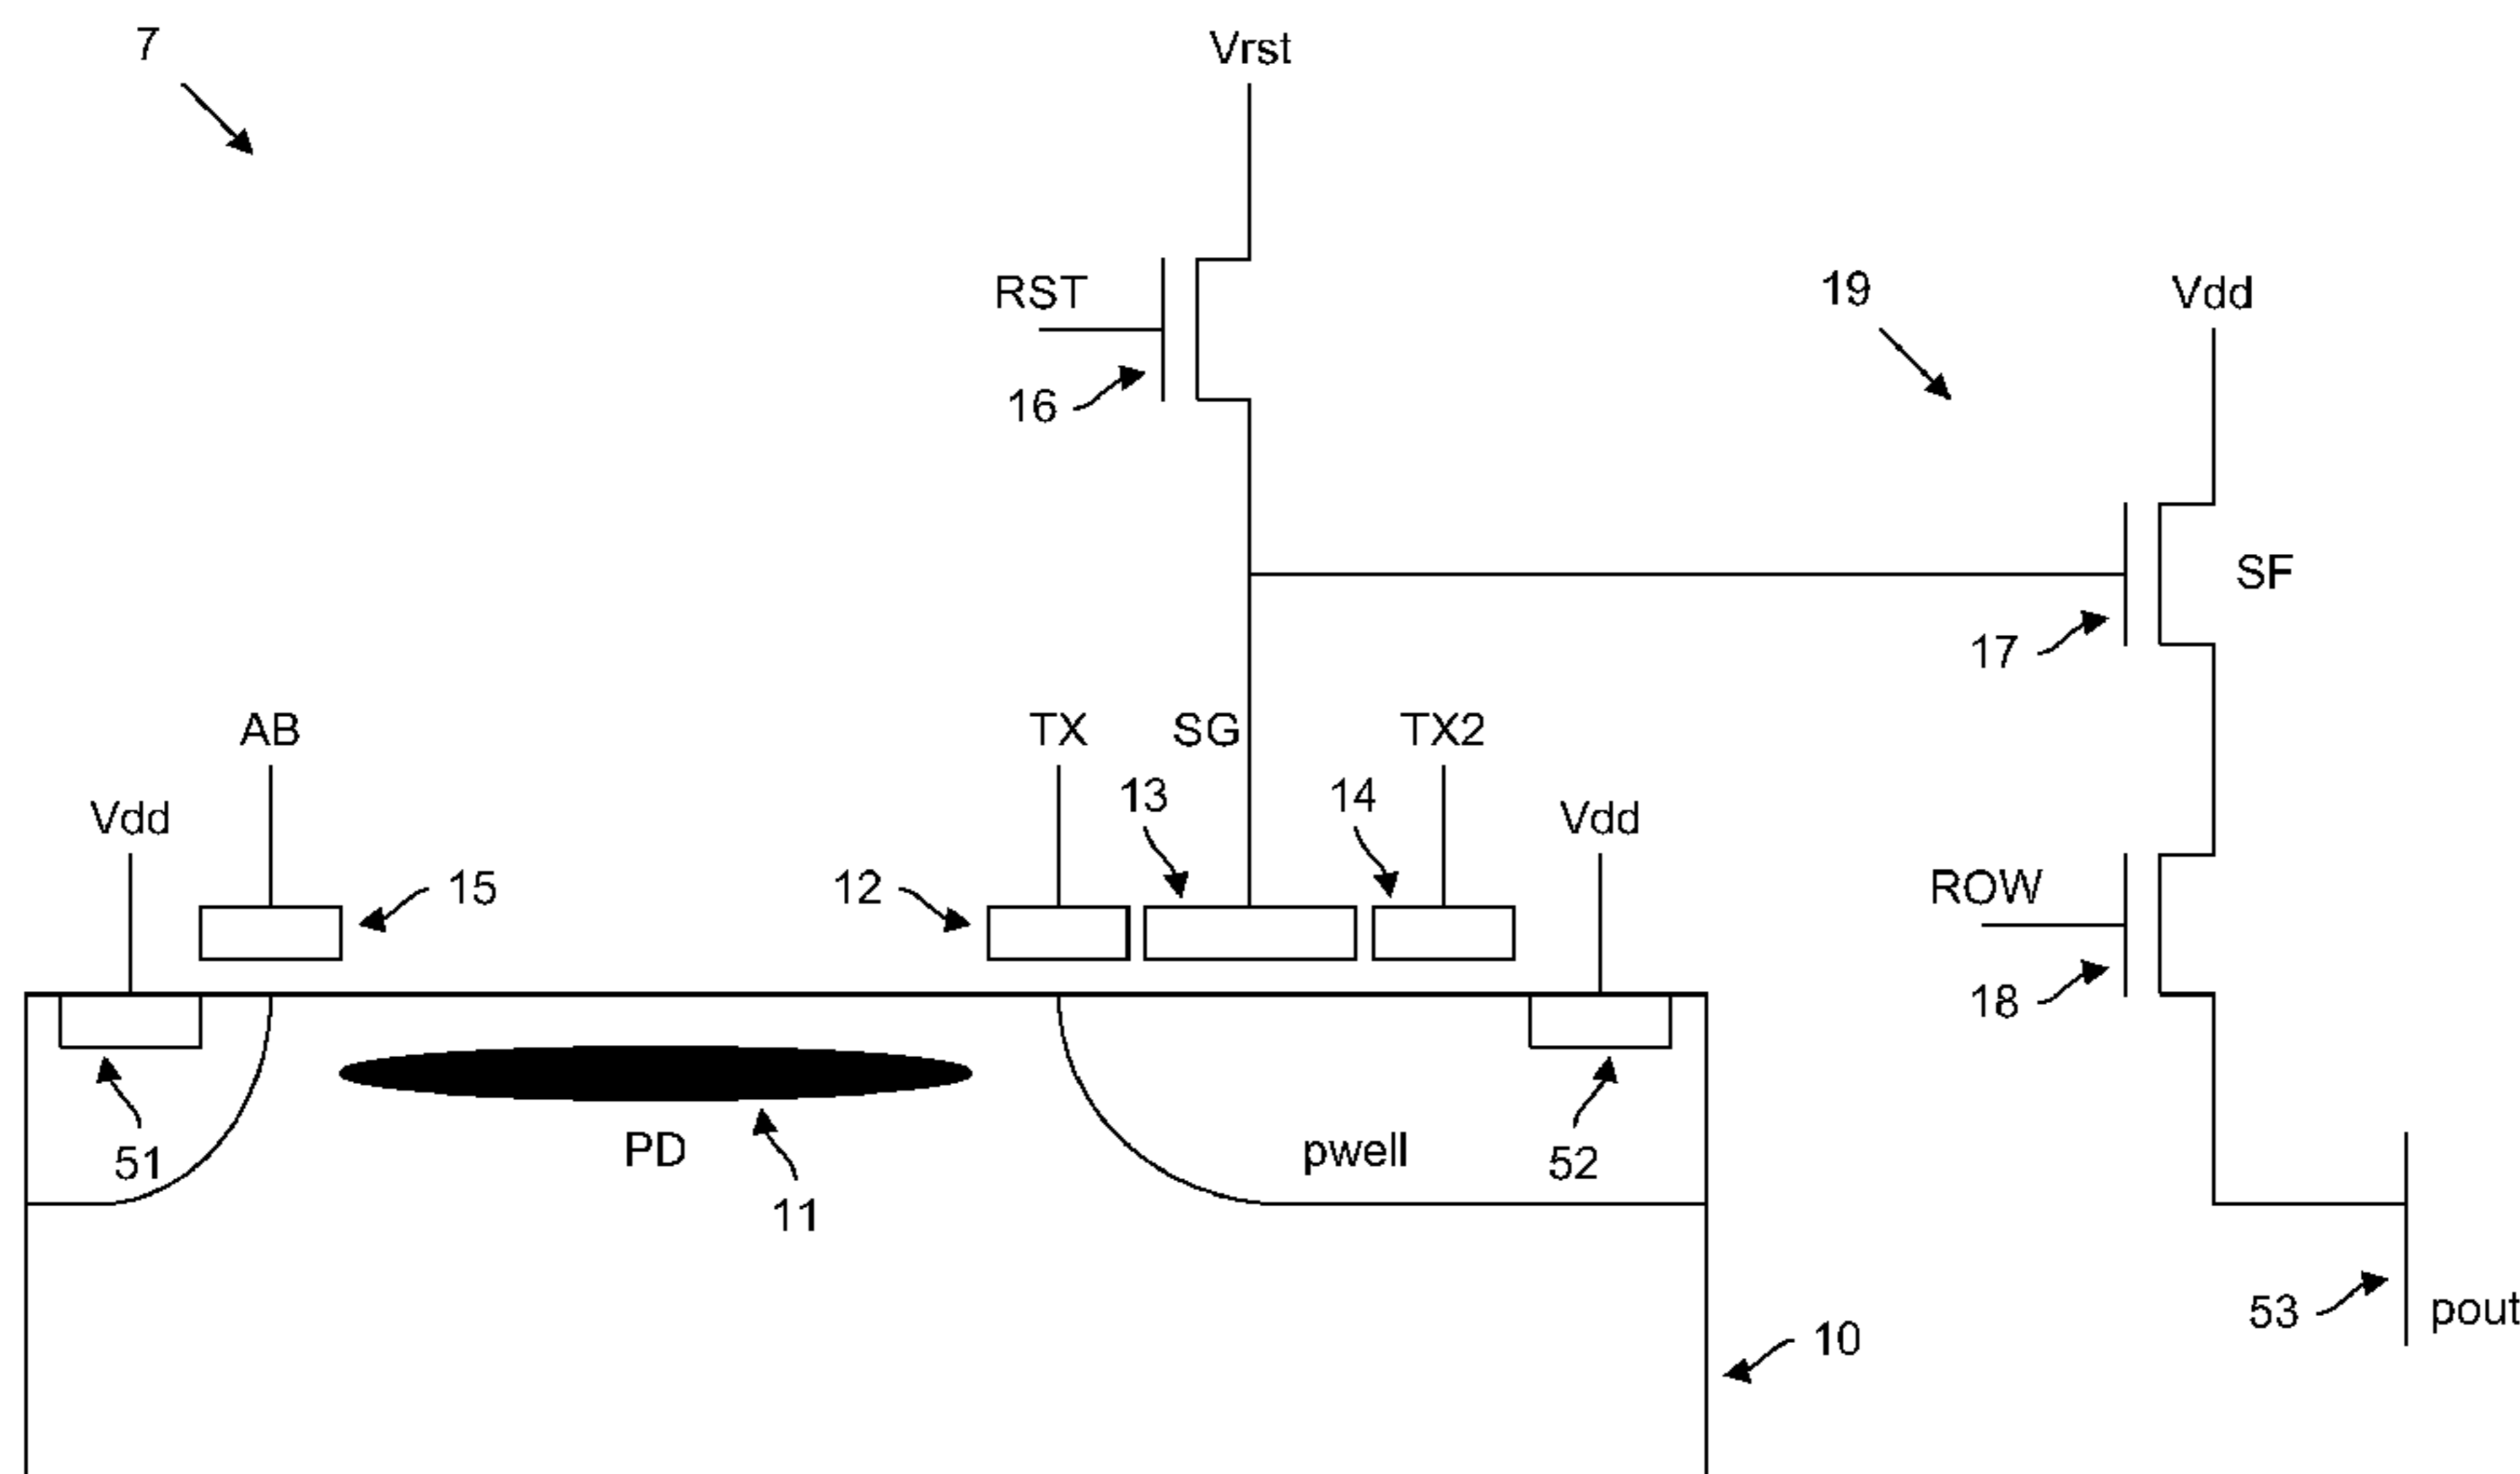 7
Vrst
RST
19
Vdd
16
SF
17
AB
TX
SG
TX2
13
14
Vdd
Vdd
15
12
ROW
18
51
PD
pwell
52
11
53
pout
10